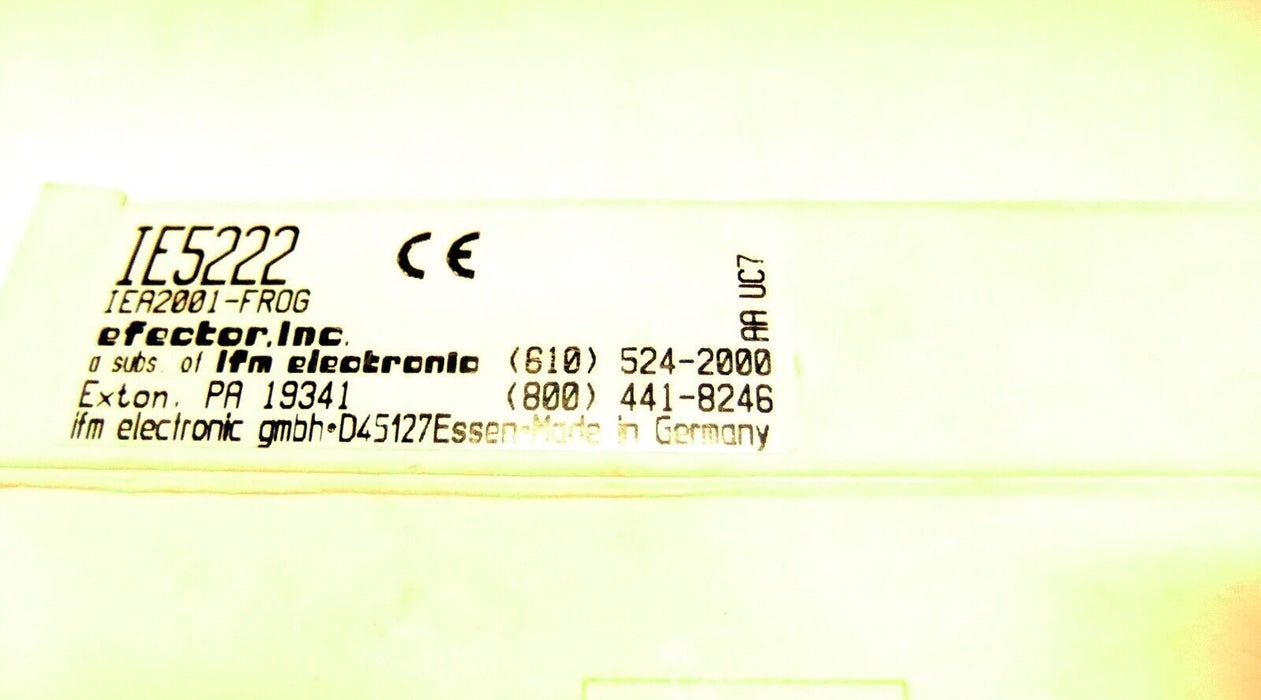 IE5222 CE
IEA2001-FROG
efector,Inc.
a subs. of ifm electronic (610) 524-2000
Exton, PA 19341 (800) 441-8246
ifm electronic gmbh•D45127Essen-Made in Germany
AA UC7